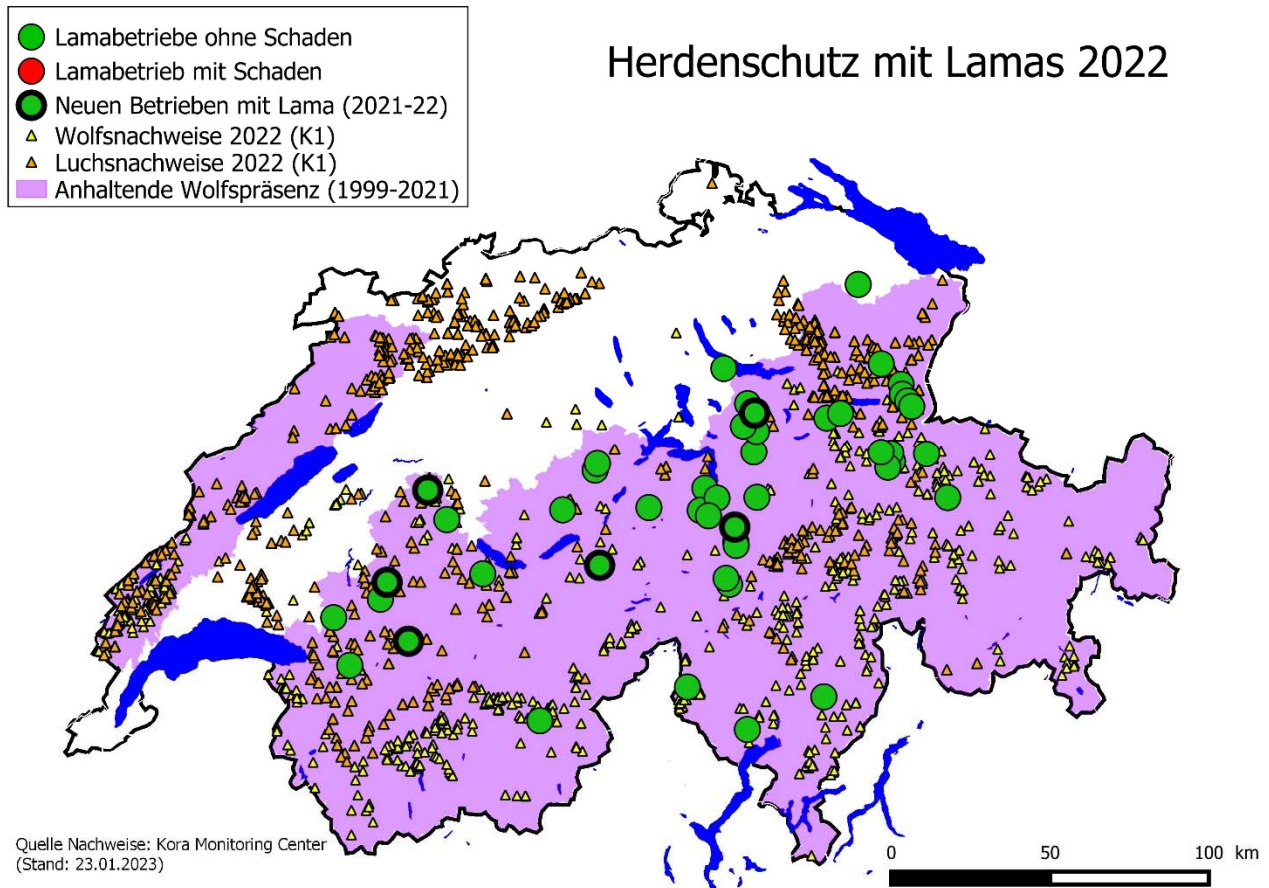 Lamabetriebe ohne Schaden
Lamabetrieb mit Schaden
Neuen Betrieben mit Lama (2021-22)
Wolfsnachweise 2022 (K1)
Luchsnachweise 2022 (K1)
Anhaltende Wolfspräsenz (1999-2021)
Herdenschutz mit Lamas 2022
Quelle Nachweise: Kora Monitoring Center
(Stand: 23.01.2023)
0 50 100 km